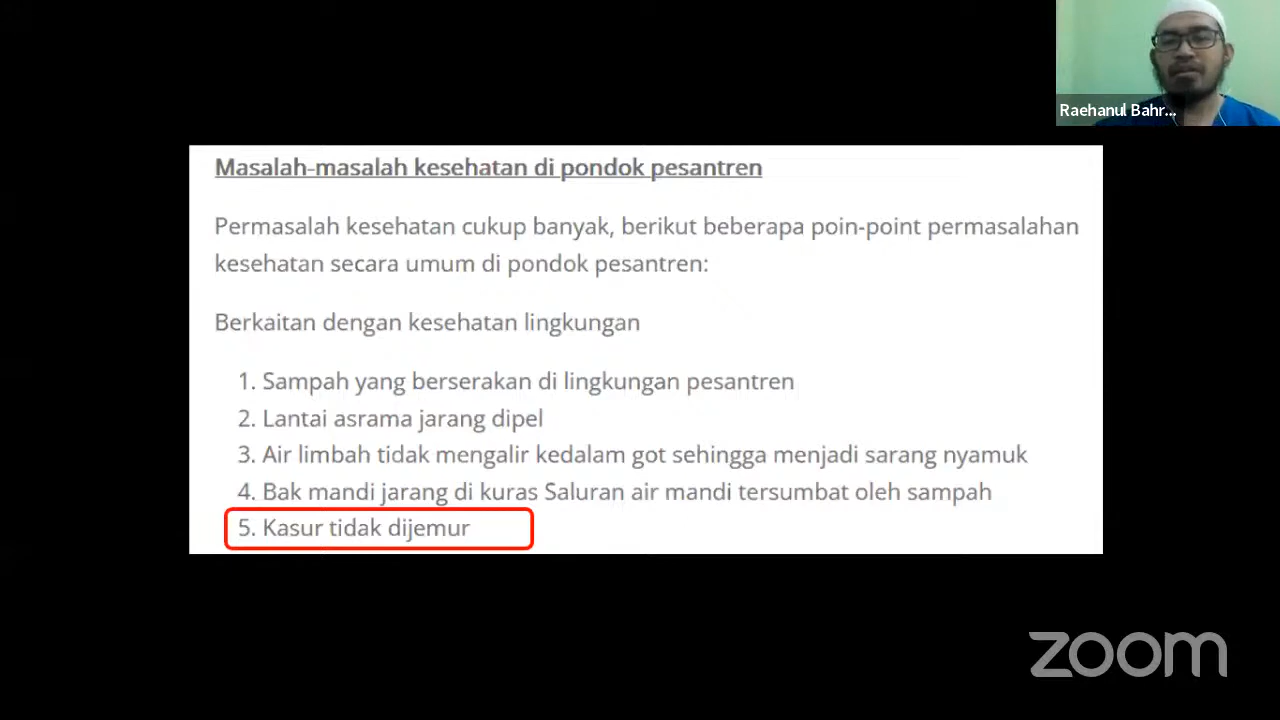 Raehanul Bahr...
Masalah-masalah kesehatan di pondok pesantren
Permasalah kesehatan cukup banyak, berikut beberapa poin-point permasalahan
kesehatan secara umum di pondok pesantren:
Berkaitan dengan kesehatan lingkungan
1. Sampah yang berserakan di lingkungan pesantren
2. Lantai asrama jarang dipel
3. Air limbah tidak mengalir kedalam got sehingga menjadi sarang nyamuk
4. Bak mandi jarang di kuras Saluran air mandi tersumbat oleh sampah
5. Kasur tidak dijemur
zoom